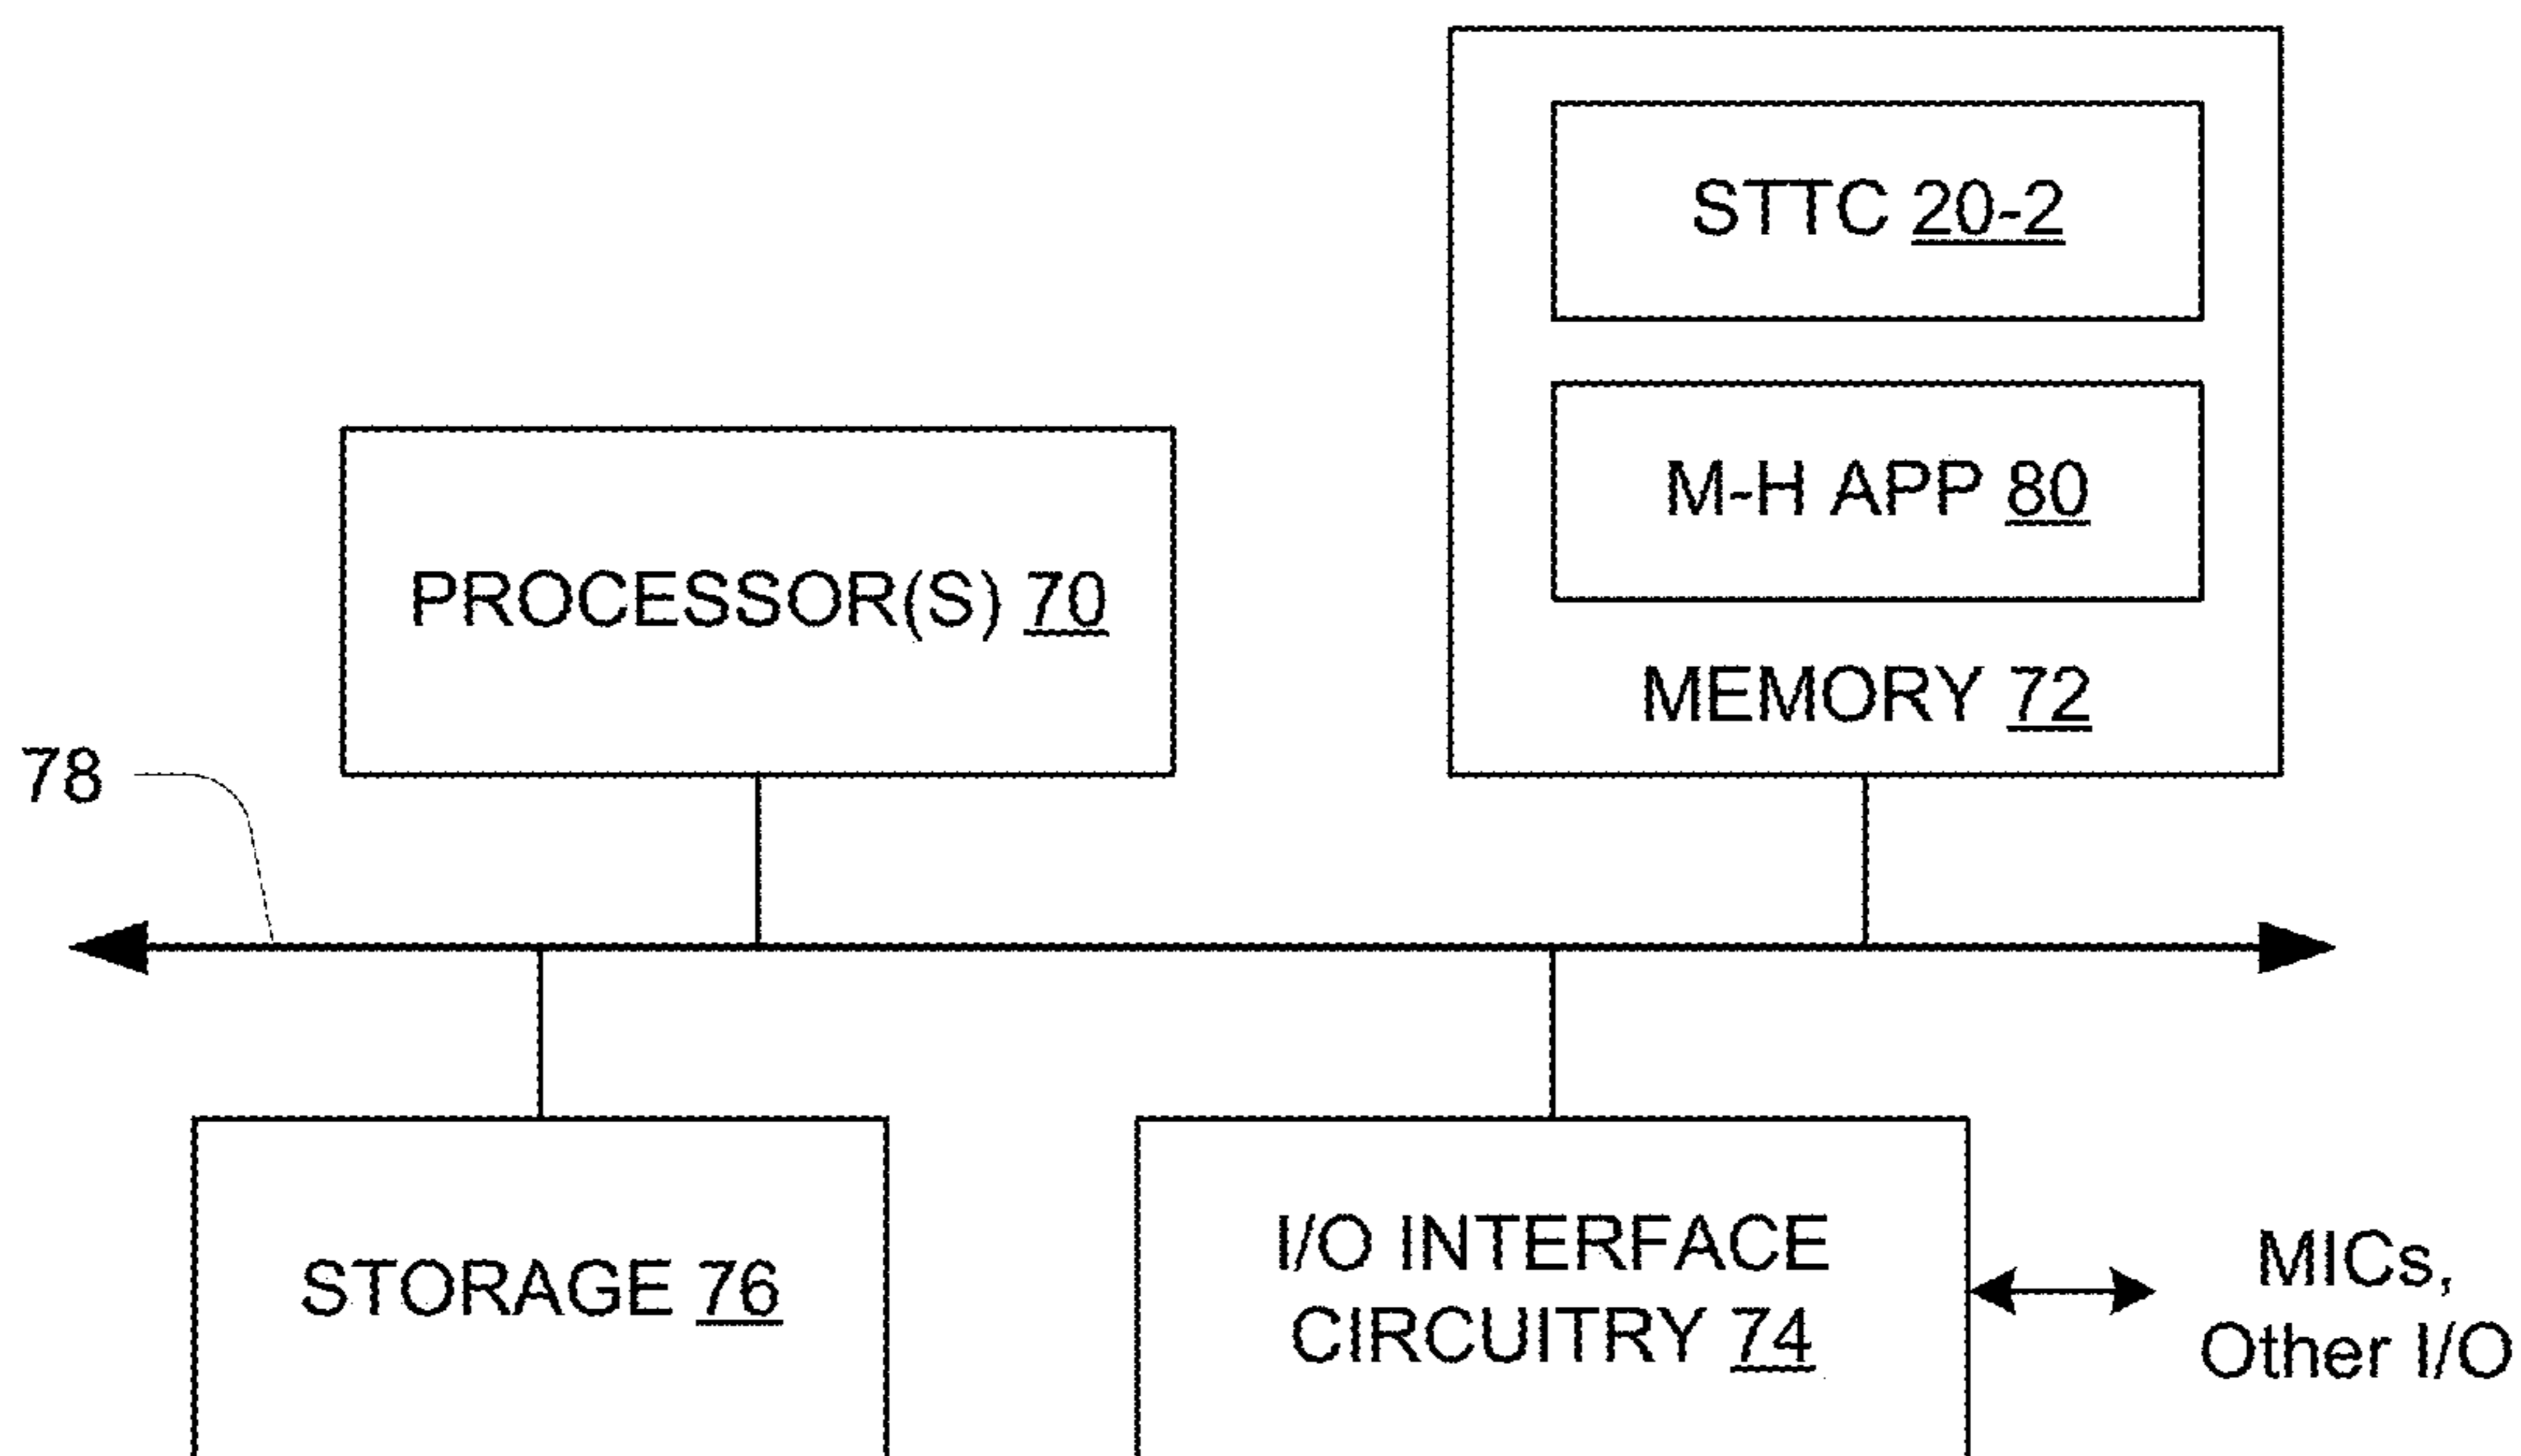 STTC 20-2
M-H APP 80
PROCESSOR(S) 70
MEMORY 72
78
STORAGE 76
I/O INTERFACE
CIRCUITRY 74
MICs,
Other I/O